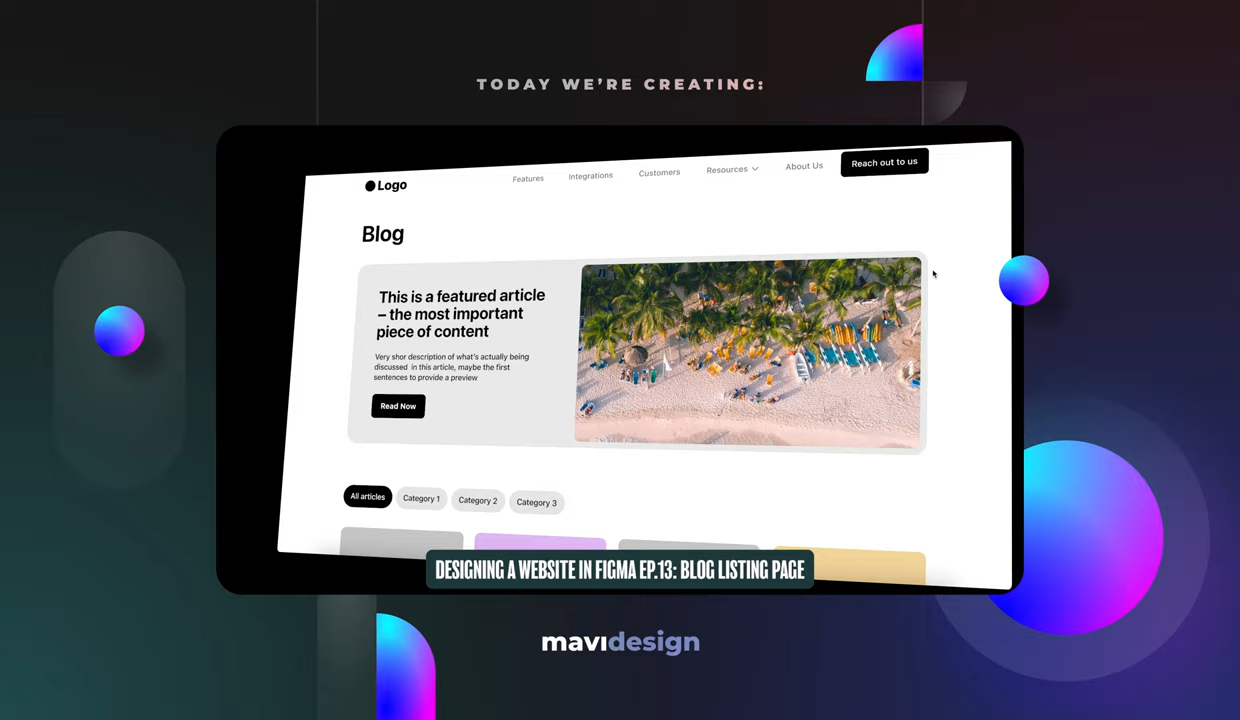 TODAY WE'RE CREATING:
Logo
Features
Integrations
Customers
Resources
About Us
Reach out to us
Blog
This is a featured article
– the most important
piece of content
Very shor description of what's actually being
discussed in this article, maybe the first
sentences to provide a preview
Read Now
All articles
Category 1
Category 2
Category 3
DESIGNING A WEBSITE IN FIGMA EP.13: BLOG LISTING PAGE
mavidesign